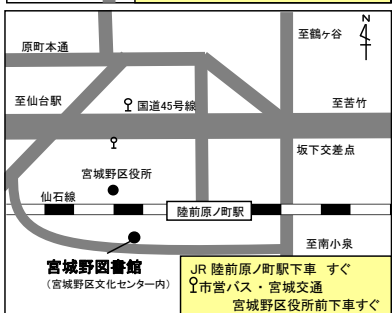 至鶴ヶ谷
N
原町本通
至仙台駅
国道45号線
至苦竹
坂下交差点
宮城野区役所
仙石線
陸前原ノ町駅
至南小泉
宮城野図書館
（宮城野区文化センター内）
JR 陸前原ノ町駅下車 すぐ
市営バス・宮城交通
宮城野区役所前下車すぐ